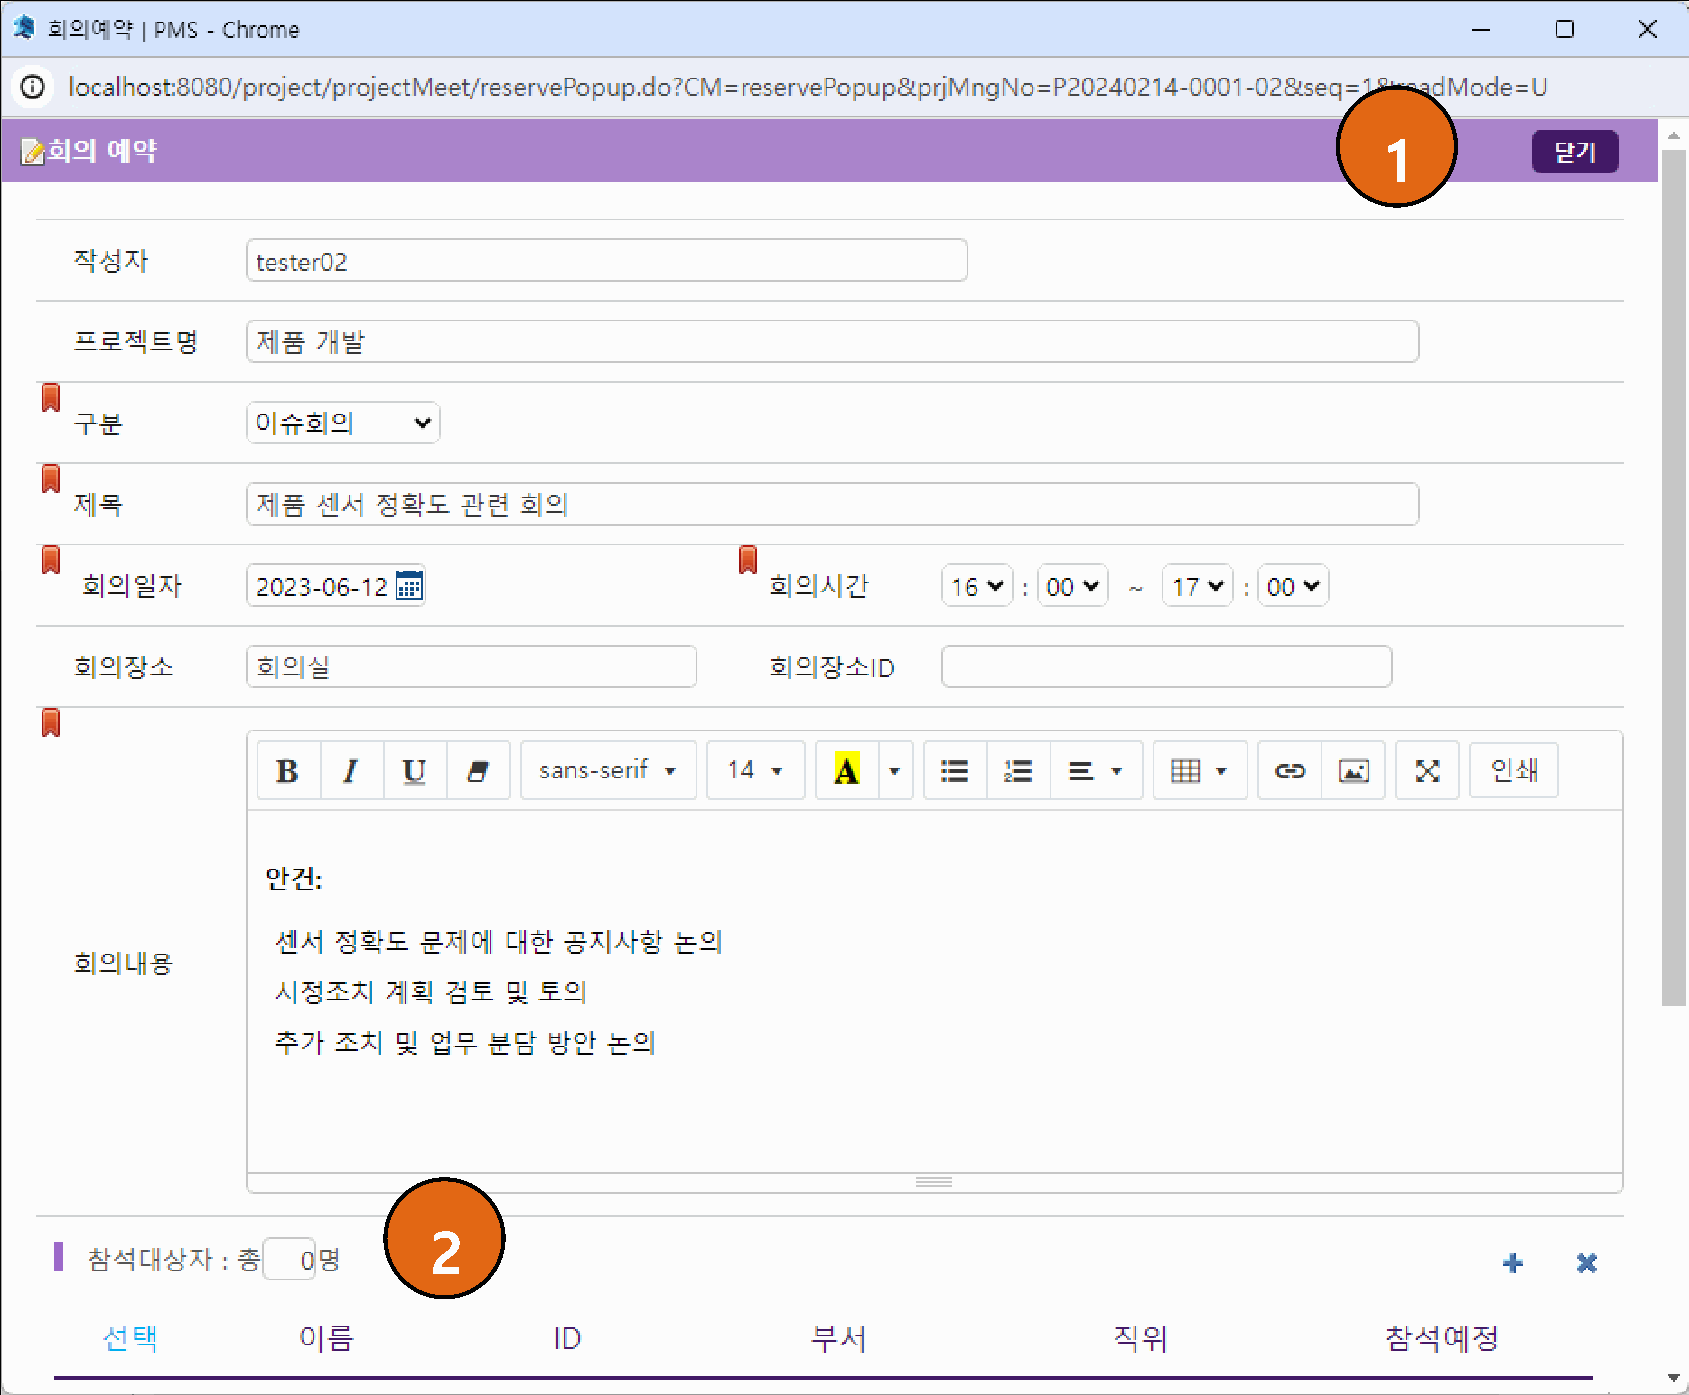 회의예약 | PMS - Chrome
localhost:8080/project/projectMeet/reservePopup.do?CM=reservePopup&prjMngNo=P20240214-0001-02&seq=1&readMode=U
회의 예약
1
닫기
작성자 tester02
프로젝트명 제품 개발
구분 이슈회의
제목 제품 센서 정확도 관련 회의
회의일자 2023-06-12 회의시간 16 : 00 ~ 17 : 00
회의장소 회의실 회의장소ID
B I U sans-serif 14 A 인쇄
회의내용
안건:
센서 정확도 문제에 대한 공지사항 논의
시정조치 계획 검토 및 토의
추가 조치 및 업무 분담 방안 논의
2
참석대상자 : 총 0명
선택 이름 ID 부서 직위 참석예정